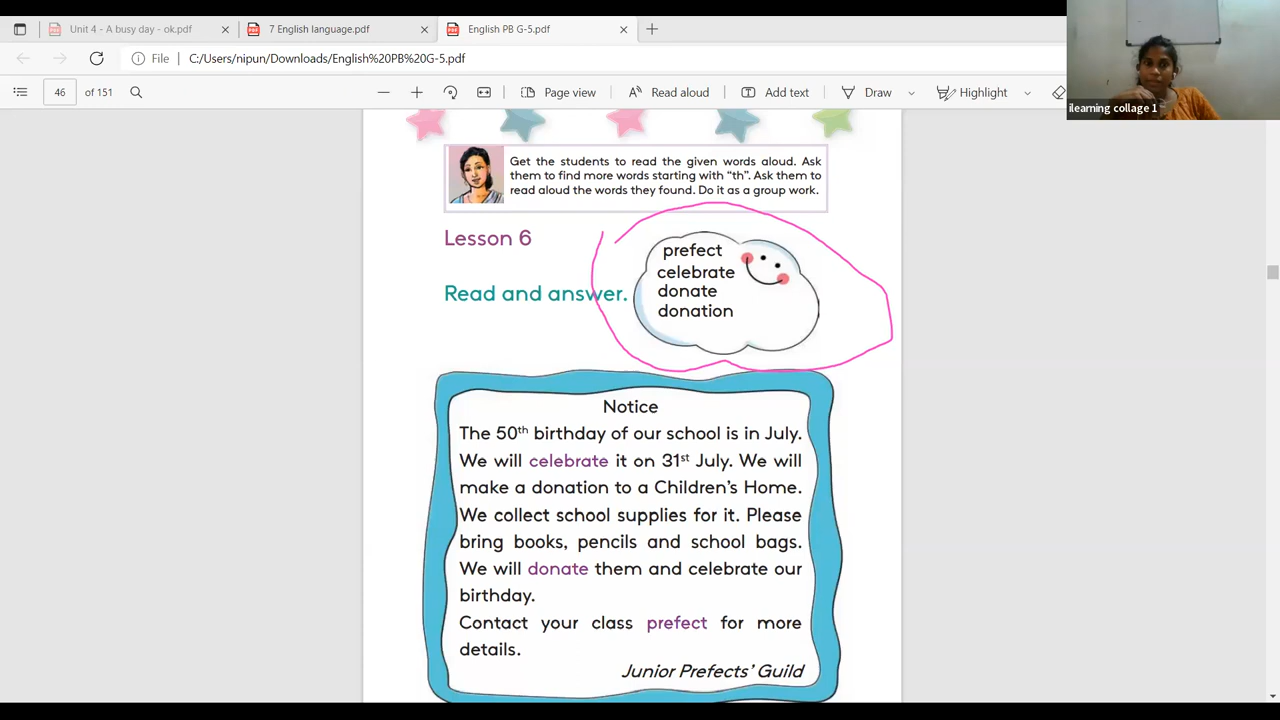 Unit 4 - A busy day - ok.pdf
7 English language.pdf
English PB G-5.pdf
File
C:/Users/nipun/Downloads/English%20PB%20G-5.pdf
46
of 151
Page view
Read aloud
Add text
Draw
Highlight
ilearning collage 1
Get the students to read the given words aloud. Ask
them to find more words starting with “th”. Ask them to
read aloud the words they found. Do it as a group work.
Lesson 6
Read and answer.
prefect
celebrate
donate
donation
Notice
The 50th birthday of our school is in July.
We will celebrate it on 31st July. We will
make a donation to a Children's Home.
We collect school supplies for it. Please
bring books, pencils and school bags.
We will donate them and celebrate our
birthday.
Contact your class prefect for more
details.
Junior Prefects' Guild